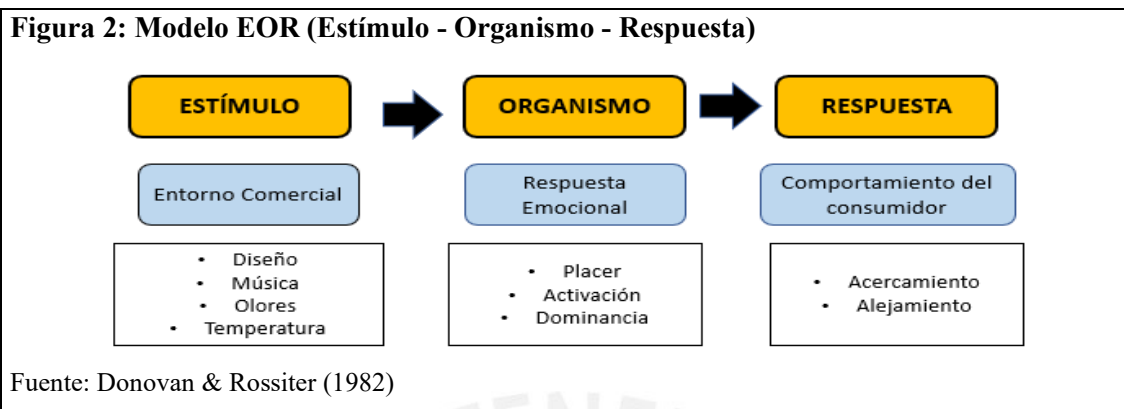 Figura 2: Modelo EOR (Estímulo - Organismo - Respuesta)
ESTÍMULO
ORGANISMO
RESPUESTA
Entorno Comercial
Respuesta
Emocional
Comportamiento del
consumidor
• Diseño
• Música
• Olores
• Temperatura
• Placer
• Activación
• Dominancia
• Acercamiento
• Alejamiento
Fuente: Donovan & Rossiter (1982)